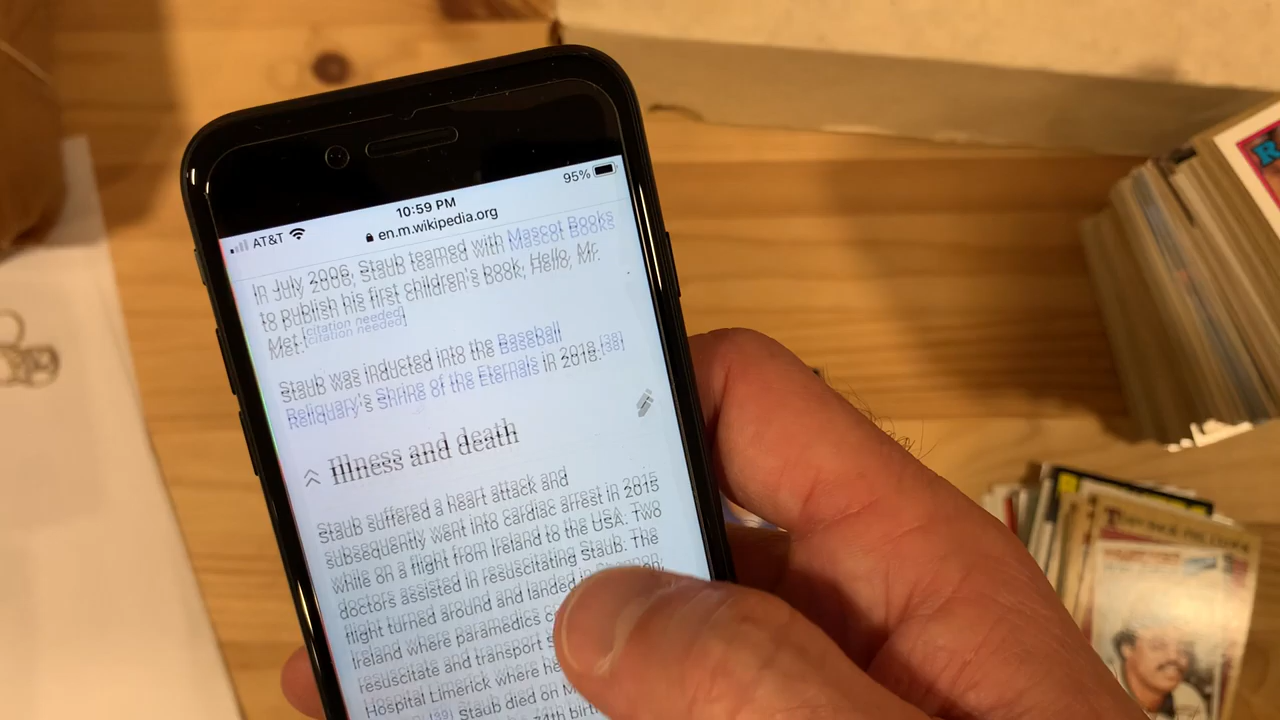 10:59 PM
95%
AT&T
en.m.wikipedia.org
In July 2006, Staub teamed with Mascot Books
to publish his first children's book, Hello, Mr.
Met.[citation needed]
Staub was inducted into the Baseball
Reliquary's Shrine of the Eternals in 2018.[38]
Illness and death
Staub suffered a heart attack and
subsequently went into cardiac arrest in 2015
while on a flight from Ireland to the USA. Two
doctors assisted in resuscitating Staub. The
flight turned around and landed in
Ireland where paramedics
resuscitate and transport
Hospital Limerick where he
[39] Staub died on
74th